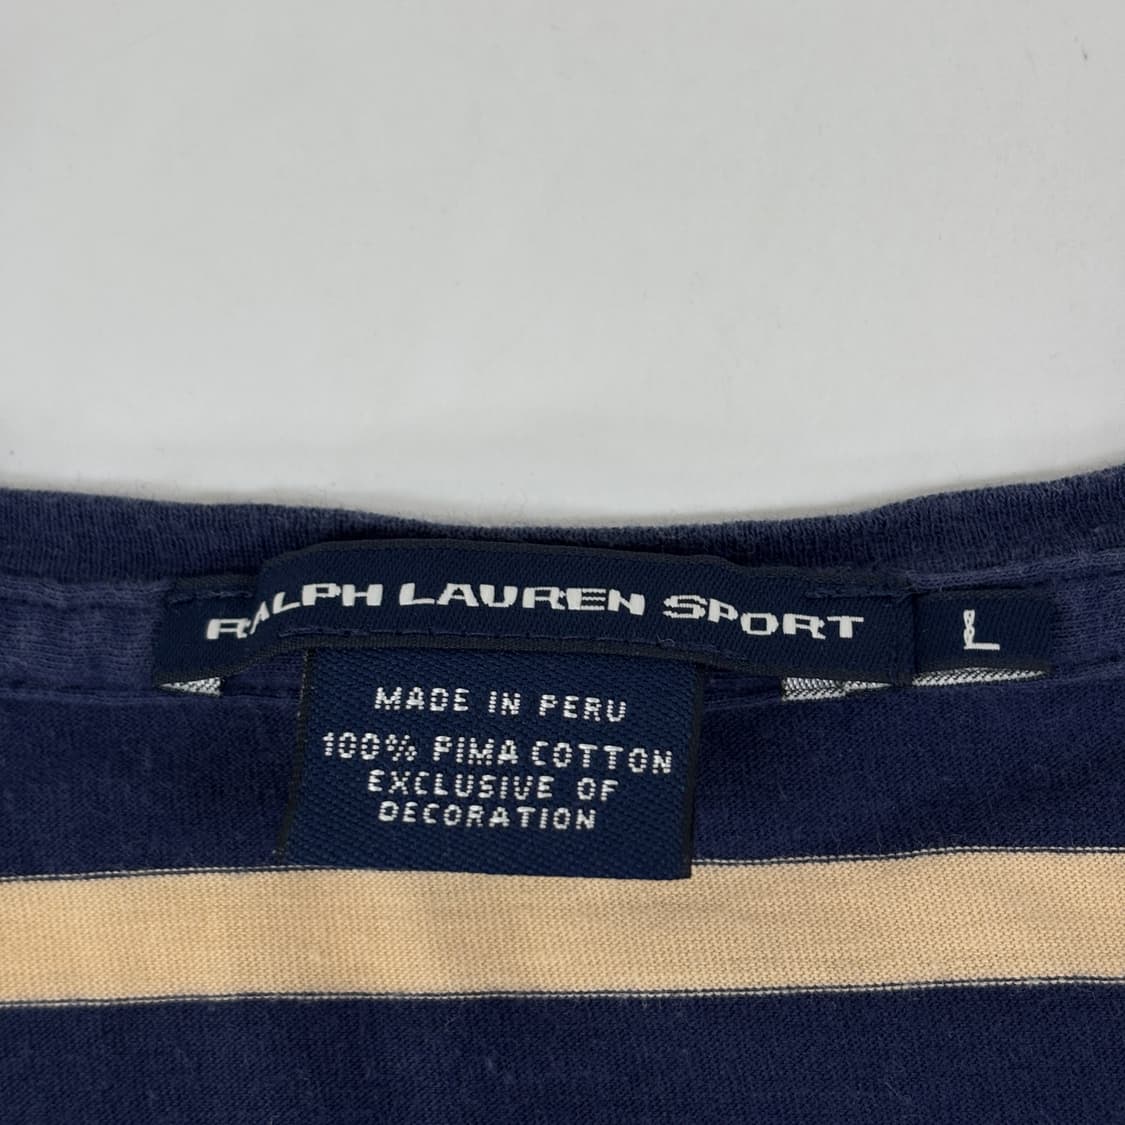 RALPH LAUREN SPORT
L
MADE IN PERU
100% PIMA COTTON
EXCLUSIVE OF
DECORATION